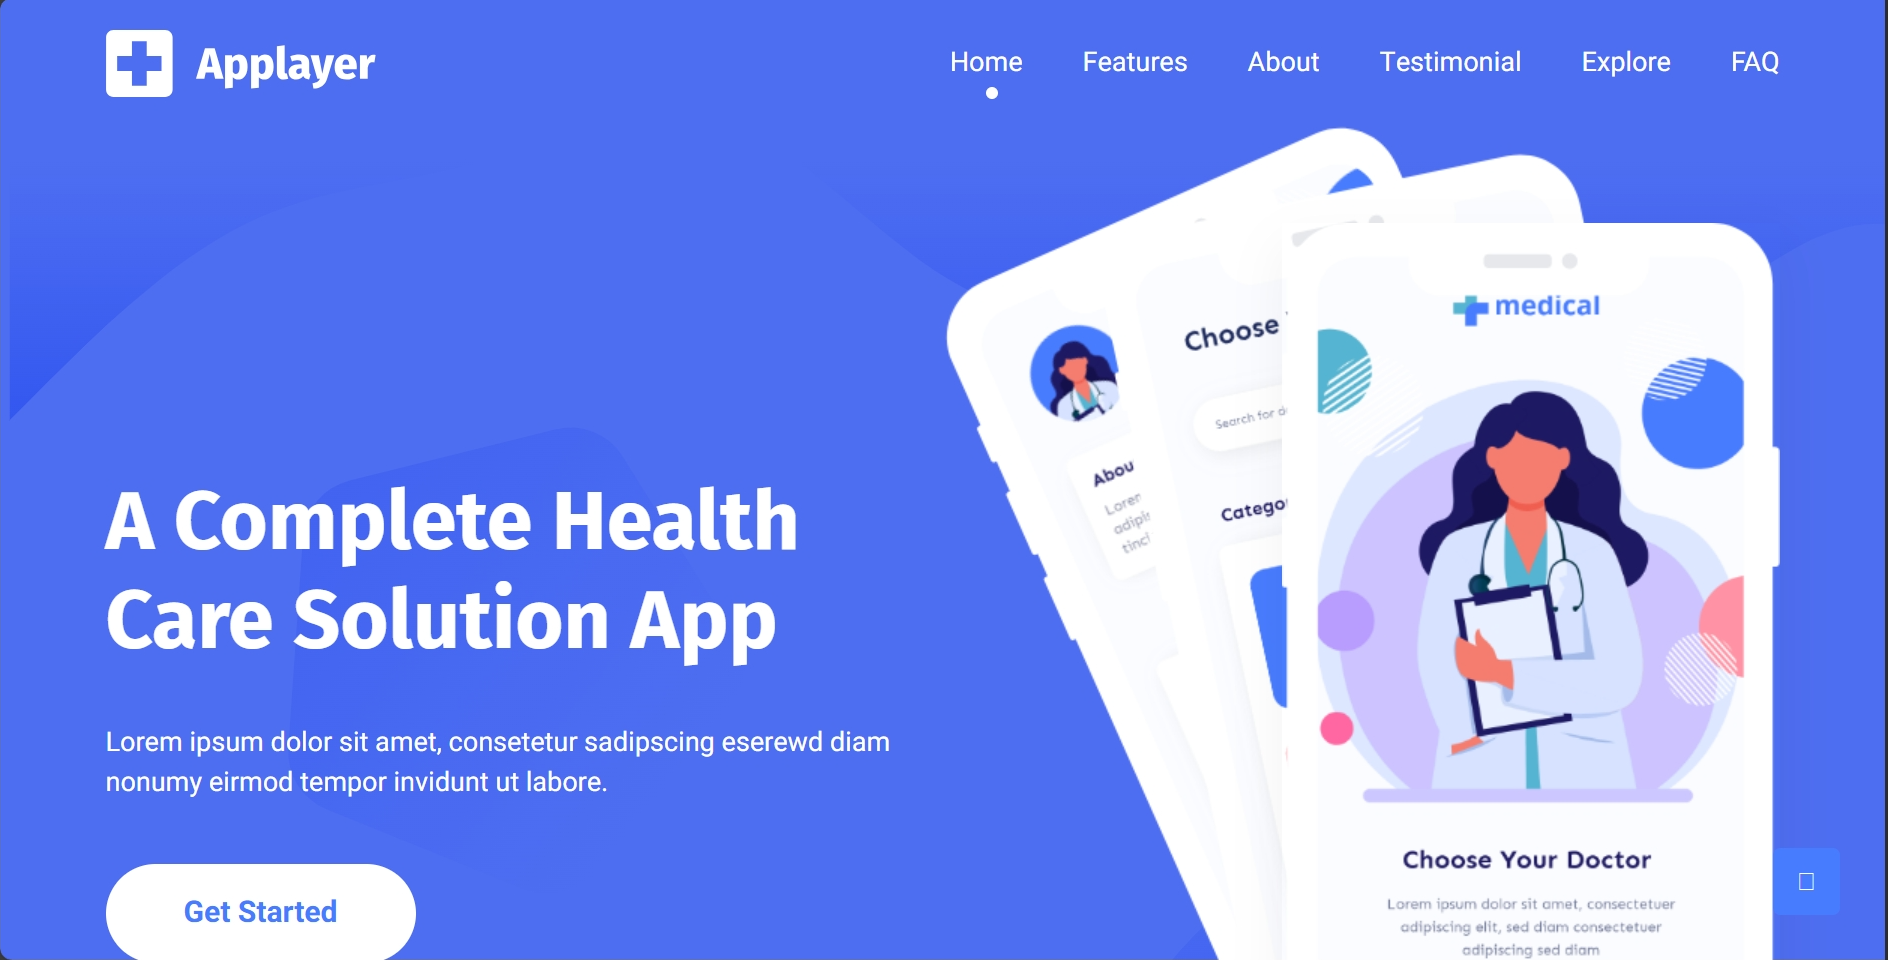 Applayer
Home Features About Testimonial Explore FAQ
A Complete Health
Care Solution App
Lorem ipsum dolor sit amet, consetetur sadipscing eserewd diam
nonumy eirmod tempor invidunt ut labore.
Get Started
Abou
Lorer
adipis
tinci
Choose
Search for d
Catego
medical
Choose Your Doctor
Lorem ipsum dolor sit amet, consectetuer
adipiscing elit, sed diam consectetuer
adipiscing sed diam